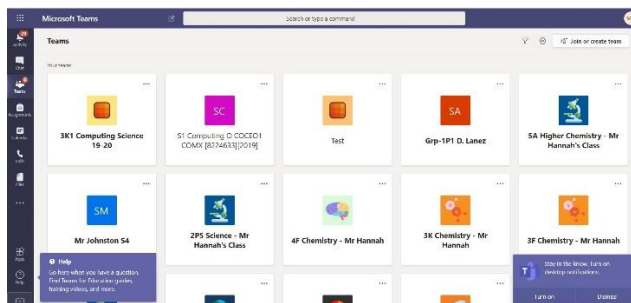 Microsoft Teams
Search or type a command
Activity
Teams
Join or create team
Chat
Your teams
Teams
Assignments
3K1 Computing Science
19-20
SC
S1 Computing D COCEO1
COMX [8224633][2019]
Test
SA
Grp-1P1 D. Lanez
5A Higher Chemistry - Mr
Hannah's Class
Calendar
Calls
Files
SM
Mr Johnston S4
2P5 Science - Mr
Hannah's Class
4F Chemistry - Mr Hannah
3K Chemistry - Mr
Hannah
3F Chemistry - Mr Hannah
Apps
Help
Help
Go here when you have a question.
Find Teams for Education guides,
training videos, and more.
Stay in the know. Turn on
desktop notifications.
Turn on
Dismiss